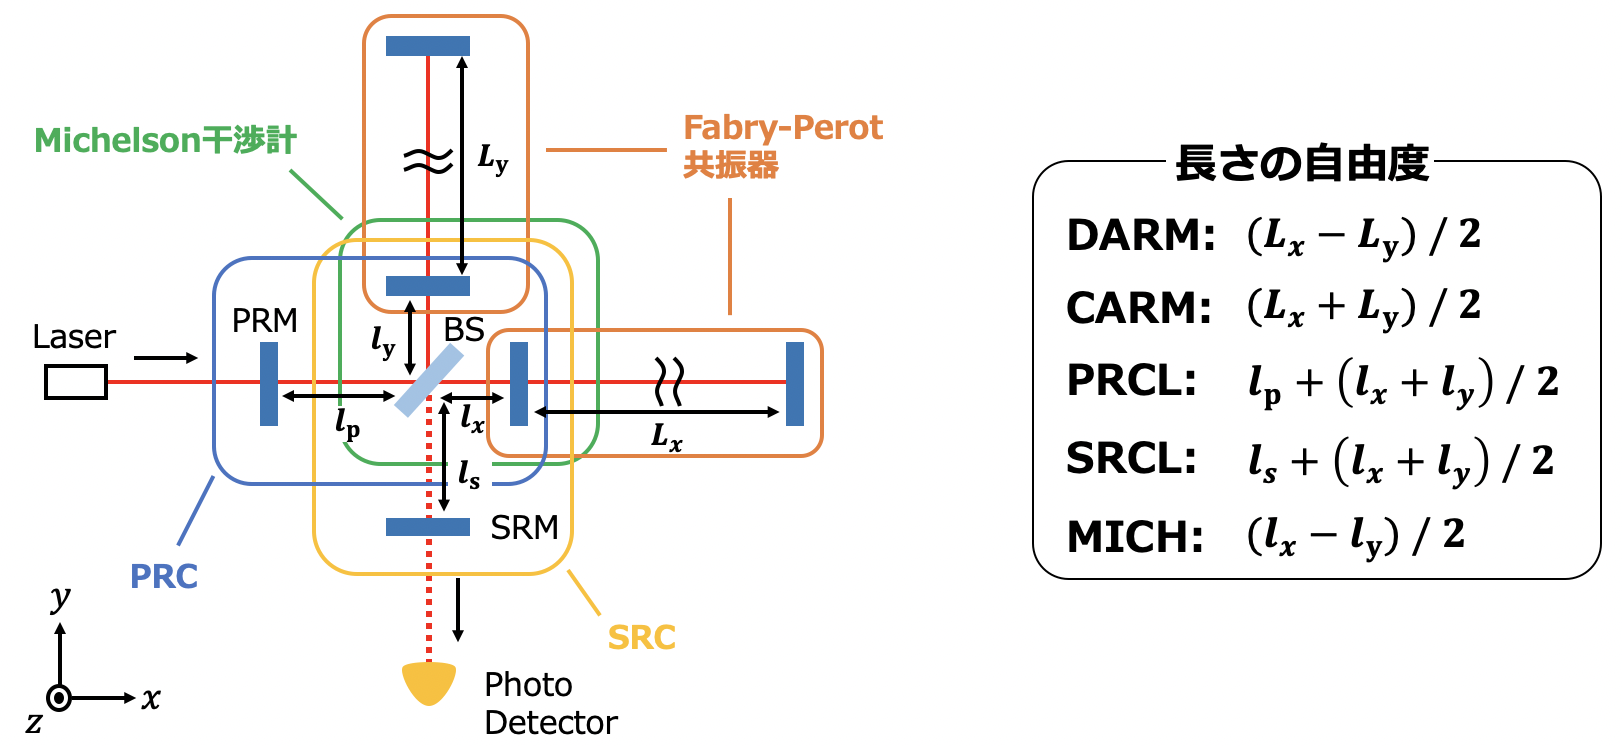 Michelson干渉計
Fabry-Perot
共振器
Laser
PRM
BS
SRM
PRC
SRC
Photo
Detector
L_y
l_y
l_p
l_x
l_s
L_x
y
x
z
長さの自由度
DARM: (L_x − L_y) / 2
CARM: (L_x + L_y) / 2
PRCL: l_p + (l_x + l_y) / 2
SRCL: l_s + (l_x + l_y) / 2
MICH: (l_x − l_y) / 2